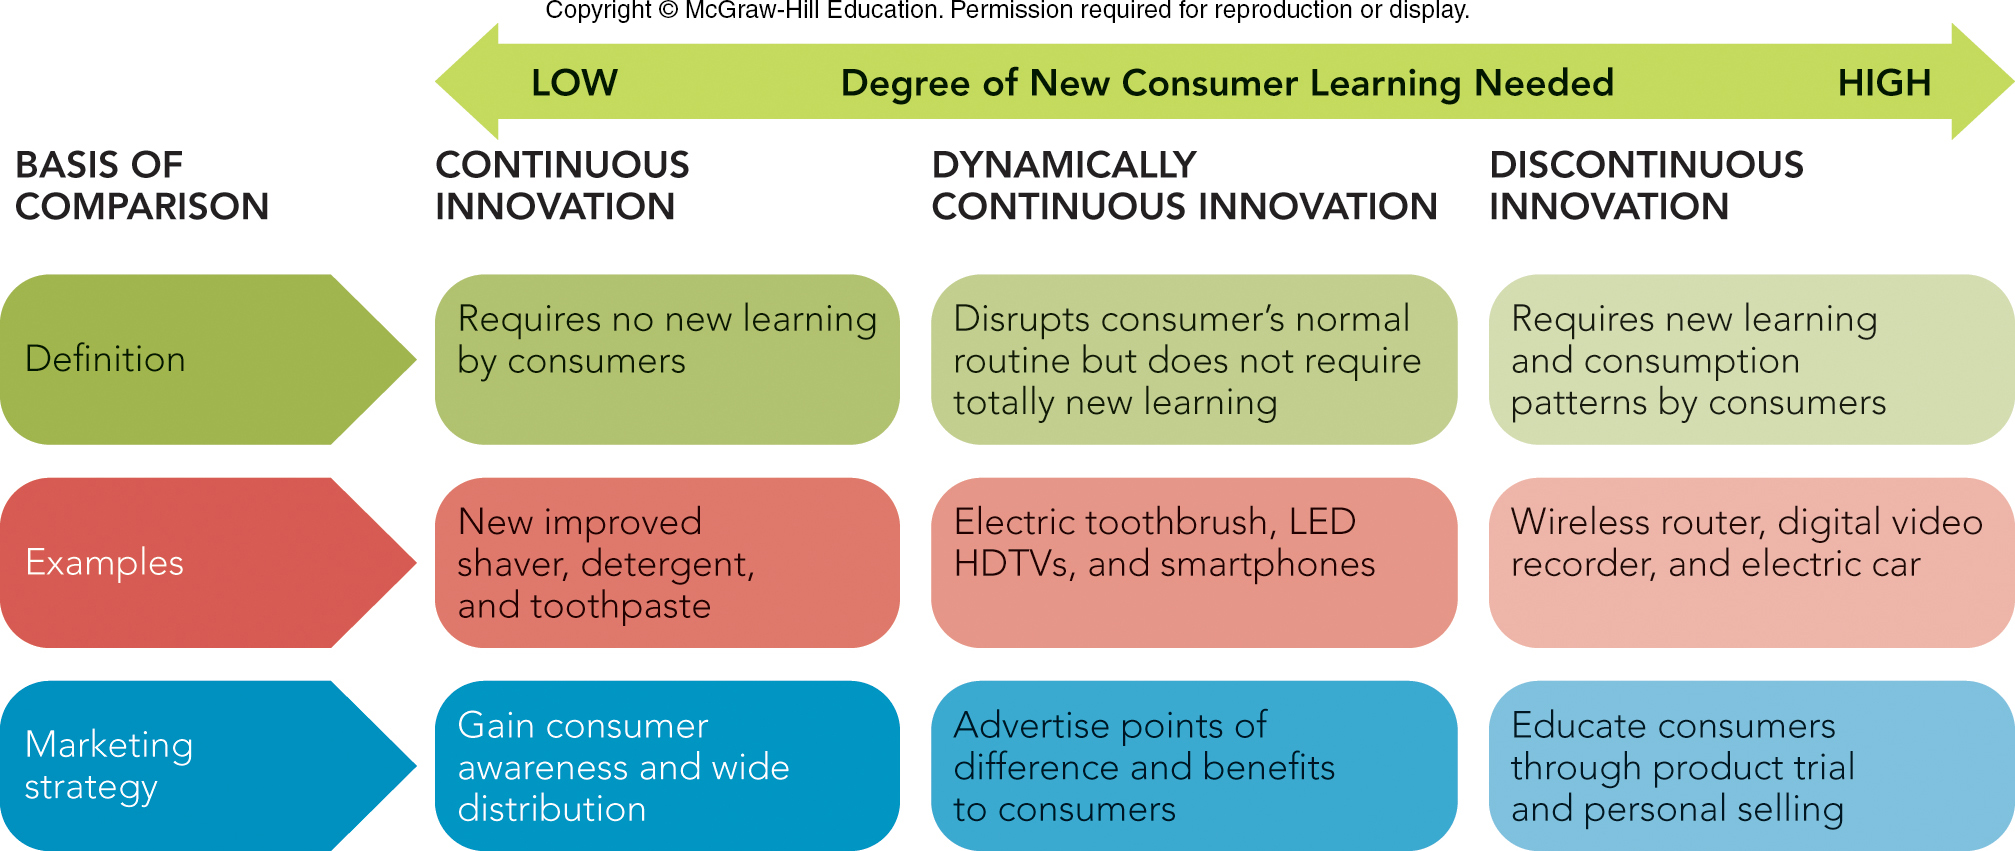 Copyright © McGraw-Hill Education. Permission required for reproduction or display.
LOW Degree of New Consumer Learning Needed HIGH
BASIS OF
COMPARISON
CONTINUOUS
INNOVATION
DYNAMICALLY
CONTINUOUS INNOVATION
DISCONTINUOUS
INNOVATION
Definition
Requires no new learning
by consumers
Disrupts consumer’s normal
routine but does not require
totally new learning
Requires new learning
and consumption
patterns by consumers
Examples
New improved
shaver, detergent,
and toothpaste
Electric toothbrush, LED
HDTVs, and smartphones
Wireless router, digital video
recorder, and electric car
Marketing
strategy
Gain consumer
awareness and wide
distribution
Advertise points of
difference and benefits
to consumers
Educate consumers
through product trial
and personal selling